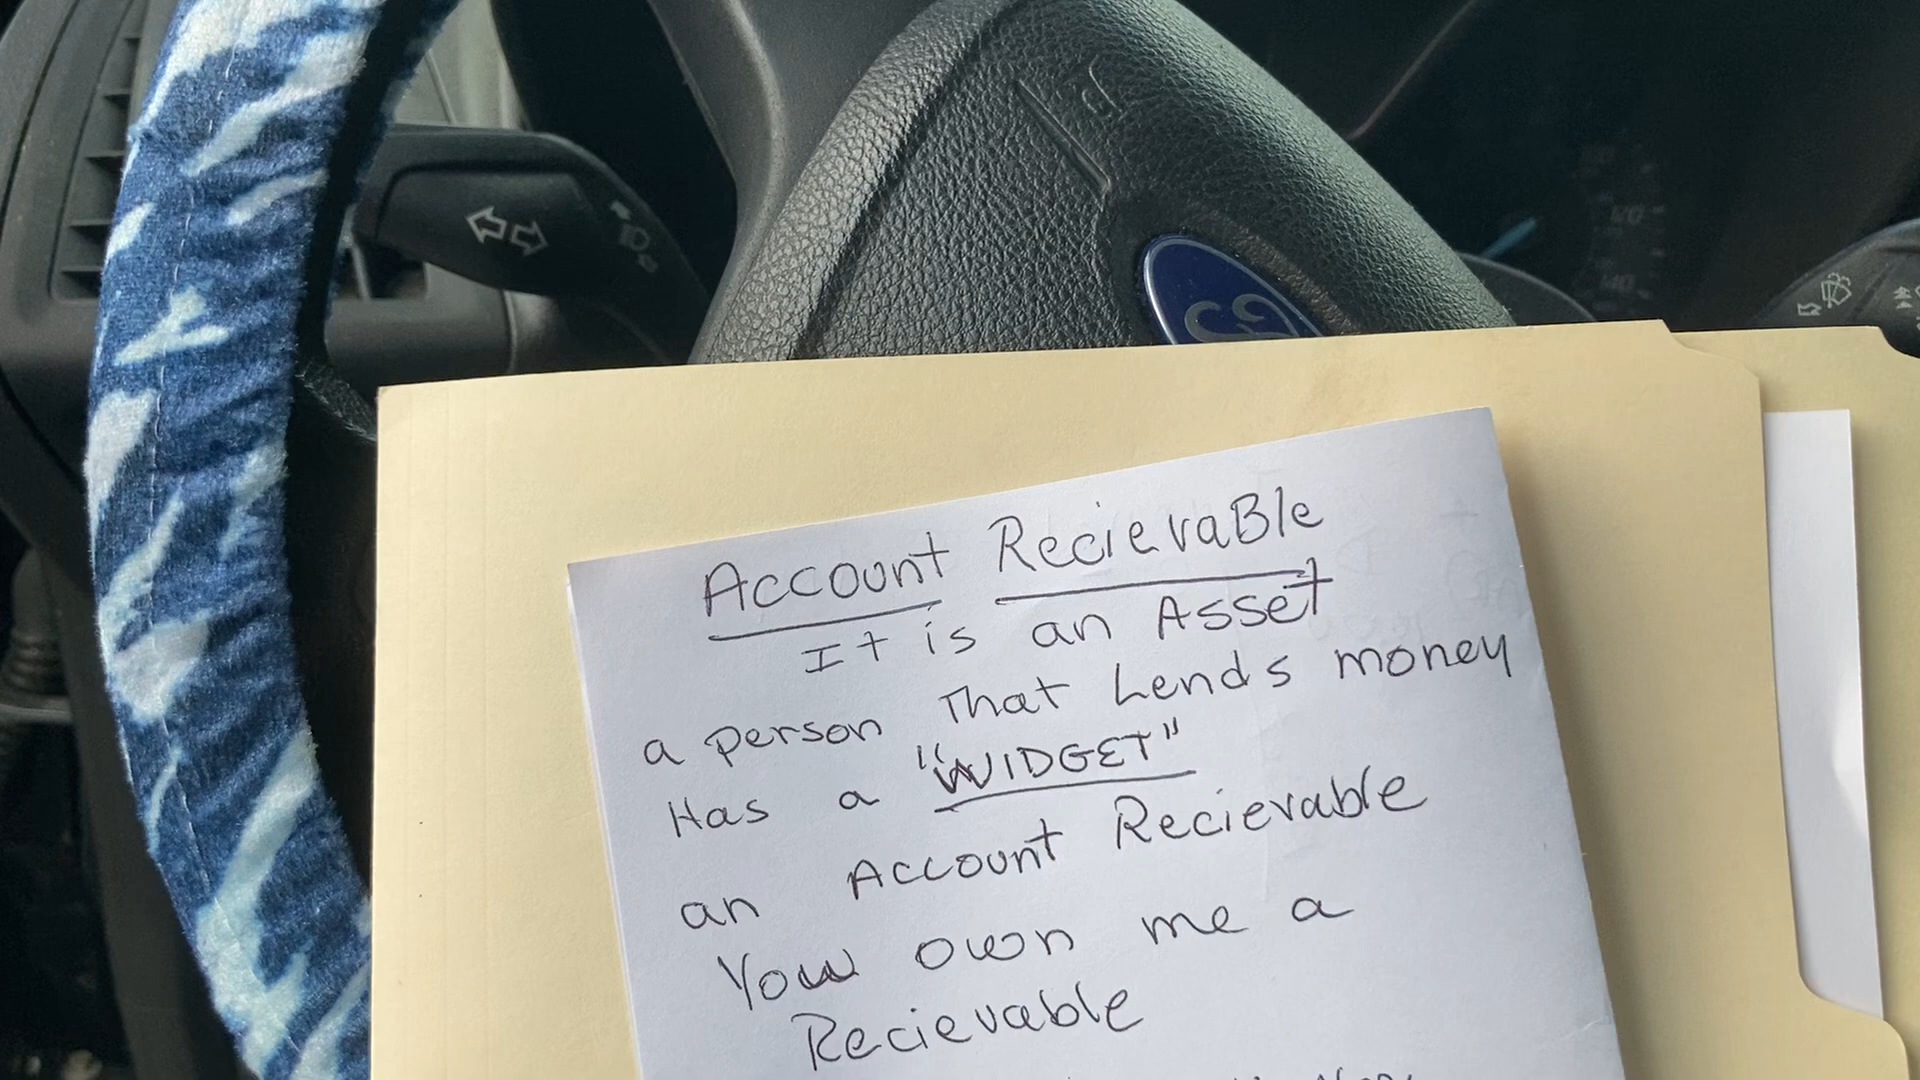 Account RecievaBle
It is an Asset
a person That Lends money
Has a "WIDGET"
an Account Recievable
You own me a
Recievable